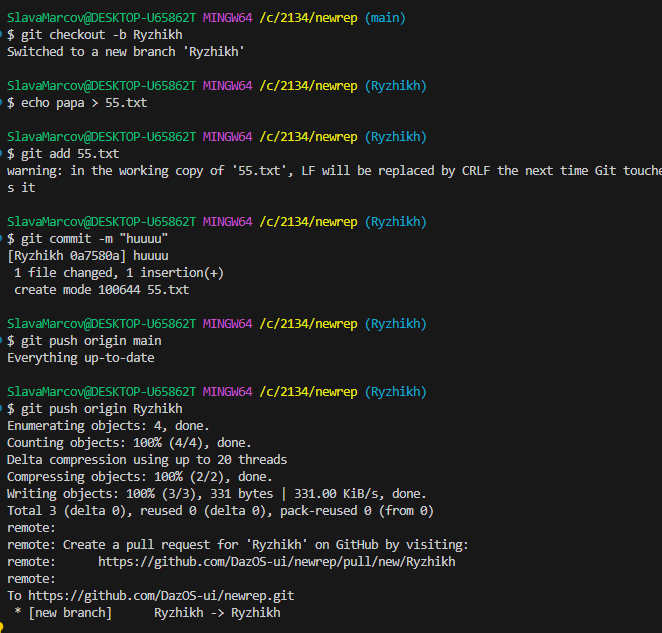 SlavaMarcov@DESKTOP-U65862T MINGW64 /c/2134/newrep (main)
$ git checkout -b Ryzhikh
Switched to a new branch 'Ryzhikh'
SlavaMarcov@DESKTOP-U65862T MINGW64 /c/2134/newrep (Ryzhikh)
$ echo papa > 55.txt
SlavaMarcov@DESKTOP-U65862T MINGW64 /c/2134/newrep (Ryzhikh)
$ git add 55.txt
warning: in the working copy of '55.txt', LF will be replaced by CRLF the next time Git touche
s it
SlavaMarcov@DESKTOP-U65862T MINGW64 /c/2134/newrep (Ryzhikh)
$ git commit -m "huuuu"
[Ryzhikh 0a7580a] huuuu
 1 file changed, 1 insertion(+)
 create mode 100644 55.txt
SlavaMarcov@DESKTOP-U65862T MINGW64 /c/2134/newrep (Ryzhikh)
$ git push origin main
Everything up-to-date
SlavaMarcov@DESKTOP-U65862T MINGW64 /c/2134/newrep (Ryzhikh)
$ git push origin Ryzhikh
Enumerating objects: 4, done.
Counting objects: 100% (4/4), done.
Delta compression using up to 20 threads
Compressing objects: 100% (2/2), done.
Writing objects: 100% (3/3), 331 bytes | 331.00 KiB/s, done.
Total 3 (delta 0), reused 0 (delta 0), pack-reused 0 (from 0)
remote:
remote: Create a pull request for 'Ryzhikh' on GitHub by visiting:
remote:      https://github.com/DazOS-ui/newrep/pull/new/Ryzhikh
remote:
To https://github.com/DazOS-ui/newrep.git
 * [new branch]      Ryzhikh -> Ryzhikh